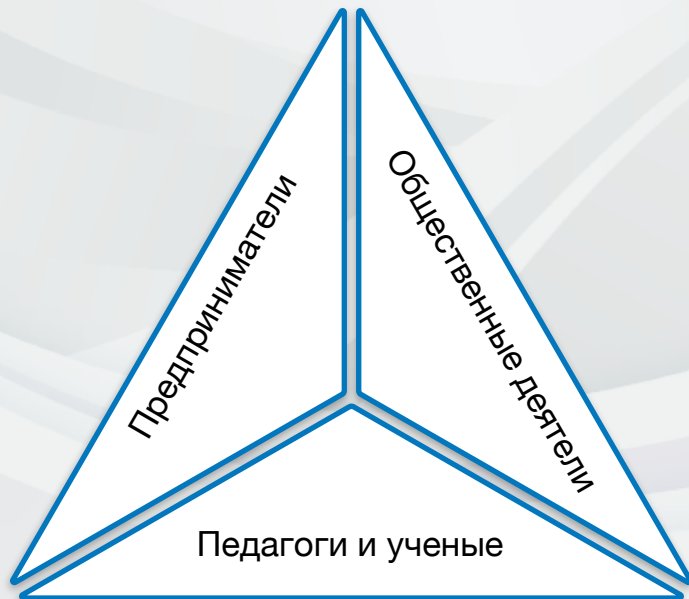 Предприниматели
Общественные деятели
Педагоги и ученые